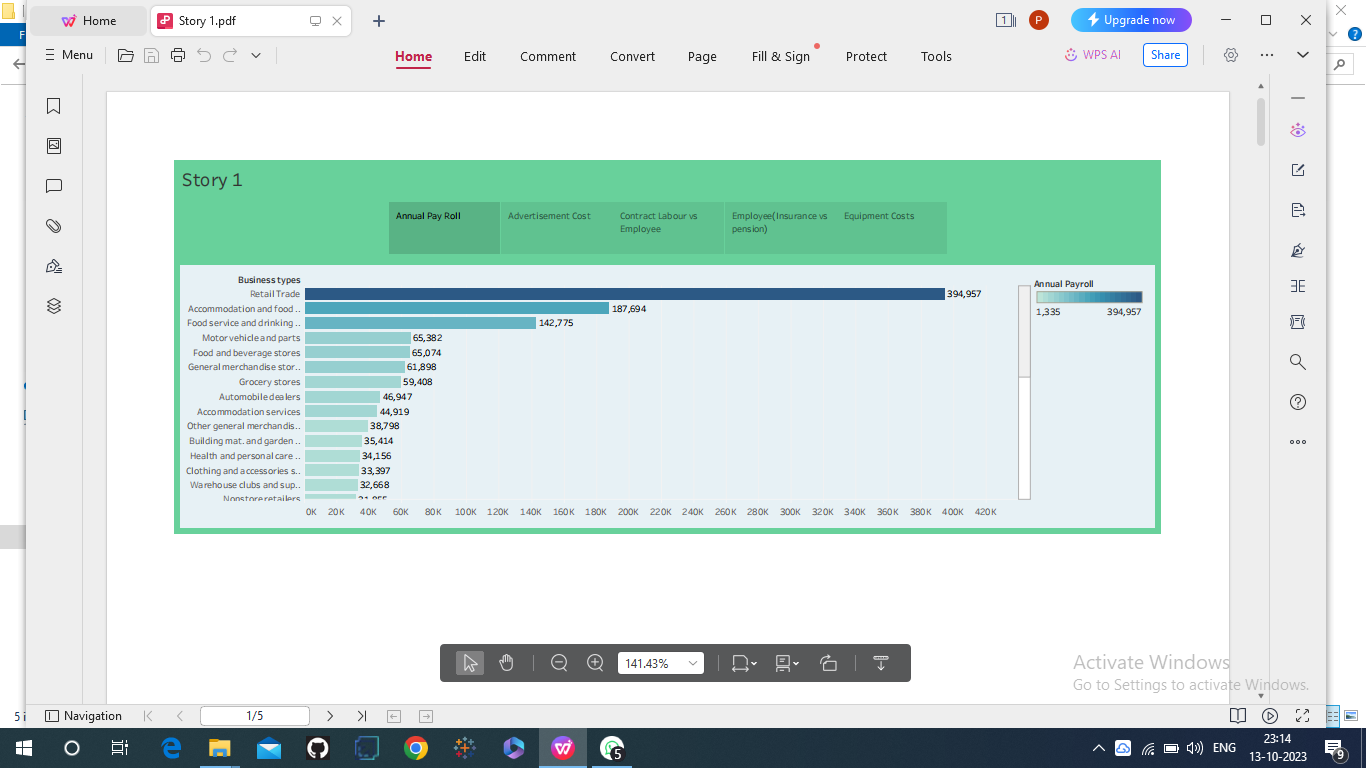 Home
Story 1.pdf
1
P
Upgrade now
Menu
Home
Edit
Comment
Convert
Page
Fill & Sign
Protect
Tools
WPS AI
Share
Story 1
Annual Pay Roll
Advertisement Cost
Contract Labour vs
Employee
Employee(Insurance vs
pension)
Equipment Costs
Business types
Retail Trade 394,957
Accommodation and food .. 187,694
Food service and drinking .. 142,775
Motor vehicle and parts 65,382
Food and beverage stores 65,074
General merchandise stor.. 61,898
Grocery stores 59,408
Automobile dealers 46,947
Accommodation services 44,919
Other general merchandis.. 38,798
Building mat. and garden .. 35,414
Health and personal care .. 34,156
Clothing and accessories s.. 33,397
Warehouse clubs and sup.. 32,668
Nonstore retailers
0K 20K 40K 60K 80K 100K 120K 140K 160K 180K 200K 220K 240K 260K 280K 300K 320K 340K 360K 380K 400K 420K
Annual Payroll
1,335 394,957
141.43%
Activate Windows
Go to Settings to activate Windows.
Navigation
1/5
5
ENG
23:14
13-10-2023
9